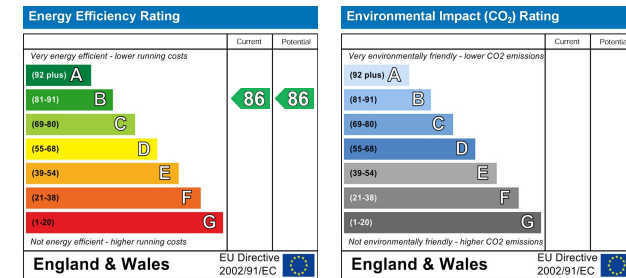 Energy Efficiency Rating
Current Potential
Very energy efficient - lower running costs
(92 plus) A
(81-91) B
86 86
(69-80) C
(55-68) D
(39-54) E
(21-38) F
(1-20) G
Not energy efficient - higher running costs
England & Wales
EU Directive
2002/91/EC
Environmental Impact (CO₂) Rating
Current Potentia
Very environmentally friendly - lower CO2 emissions
(92 plus) A
(81-91) B
(69-80) C
(55-68) D
(39-54) E
(21-38) F
(1-20) G
Not environmentally friendly - higher CO2 emissions
England & Wales
EU Directive
2002/91/EC